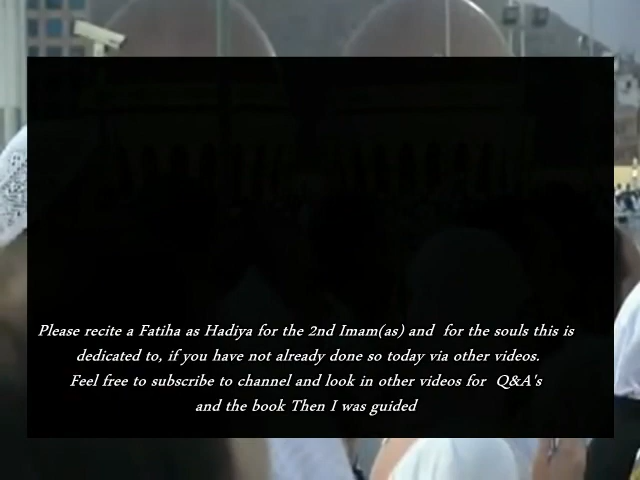 Please recite a Fatiha as Hadiya for the 2nd Imam(as) and for the souls this is
dedicated to, if you have not already done so today via other videos.
Feel free to subscribe to channel and look in other videos for Q&A's
and the book Then I was guided